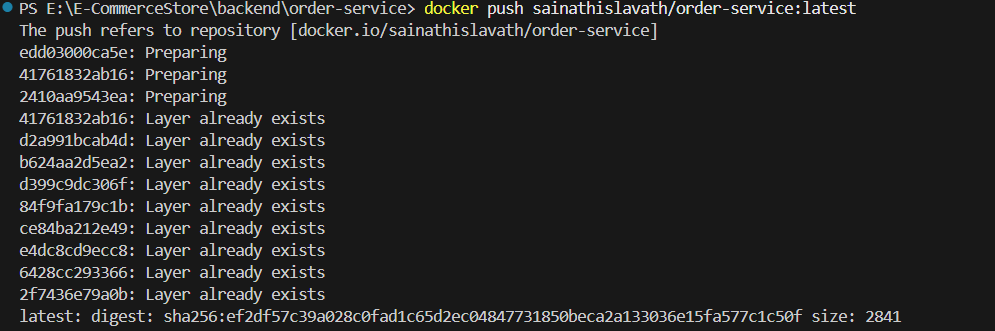 PS E:\E-CommerceStore\backend\order-service> docker push sainathislavath/order-service:latest
The push refers to repository [docker.io/sainathislavath/order-service]
edd03000ca5e: Preparing
41761832ab16: Preparing
2410aa9543ea: Preparing
41761832ab16: Layer already exists
d2a991bcab4d: Layer already exists
b624aa2d5ea2: Layer already exists
d399c9dc306f: Layer already exists
84f9fa179c1b: Layer already exists
ce84ba212e49: Layer already exists
e4dc8cd9ecc8: Layer already exists
6428cc293366: Layer already exists
2f7436e79a0b: Layer already exists
latest: digest: sha256:ef2df57c39a028c0fad1c65d2ec04847731850beca2a133036e15fa577c1c50f size: 2841